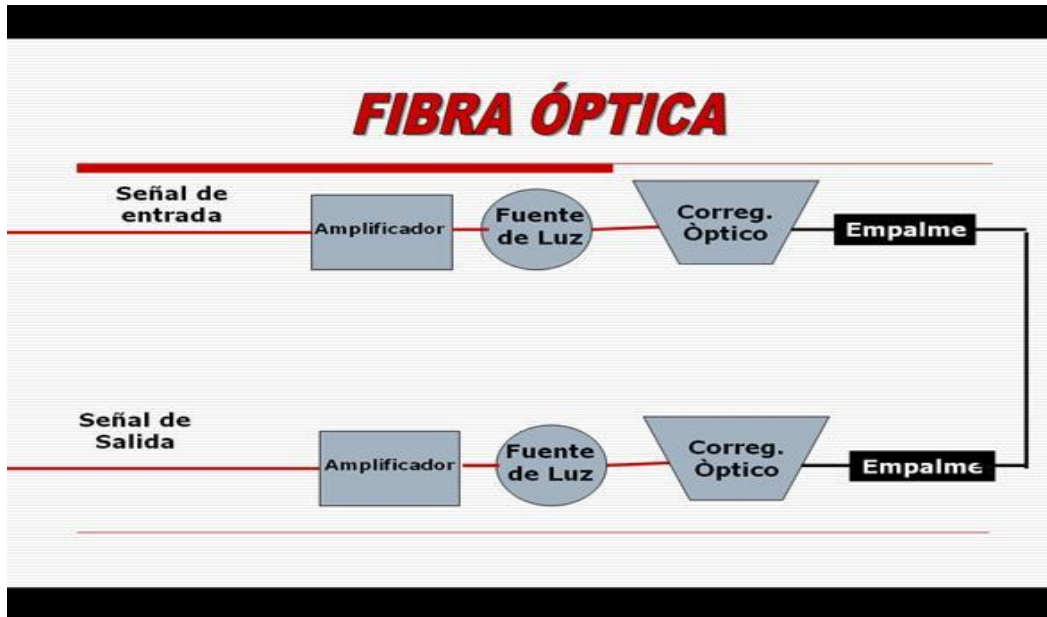 FIBRA ÓPTICA
Señal de
entrada
Amplificador
Fuente
de Luz
Correg.
Òptico
Empalme
Señal de
Salida
Amplificador
Fuente
de Luz
Correg.
Òptico
Empalme